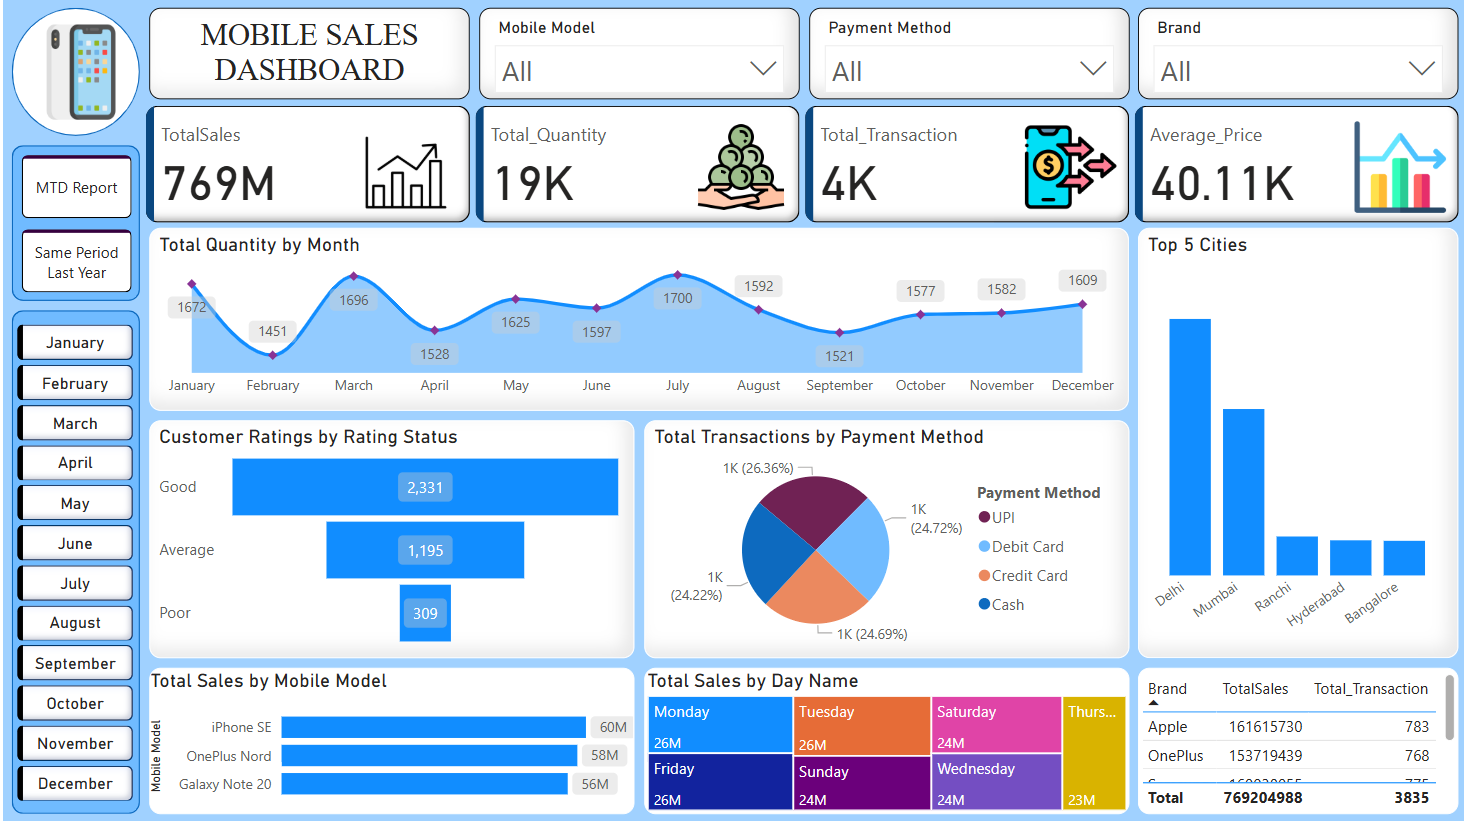 MOBILE SALES
DASHBOARD
Mobile Model
All
Payment Method
All
Brand
All
TotalSales
769M
Total_Quantity
19K
Total_Transaction
4K
Average_Price
40.11K
MTD Report
Same Period
Last Year
January
February
March
April
May
June
July
August
September
October
November
December
Total Quantity by Month
1672
1451
1696
1528
1625
1597
1700
1592
1521
1577
1582
1609
January February March April May June July August September October November December
Top 5 Cities
Delhi
Mumbai
Ranchi
Hyderabad
Bangalore
Customer Ratings by Rating Status
Good 2,331
Average 1,195
Poor 309
Total Transactions by Payment Method
1K (26.36%)
1K
(24.72%)
1K
(24.22%)
1K (24.69%)
Payment Method
UPI
Debit Card
Credit Card
Cash
Total Sales by Mobile Model
Mobile Model
iPhone SE 60M
OnePlus Nord 58M
Galaxy Note 20 56M
Total Sales by Day Name
Monday
26M
Friday
26M
Tuesday
26M
Sunday
24M
Saturday
24M
Wednesday
24M
Thurs...
23M
Brand TotalSales Total_Transaction
Apple 161615730 783
OnePlus 153719439 768
Total 769204988 3835